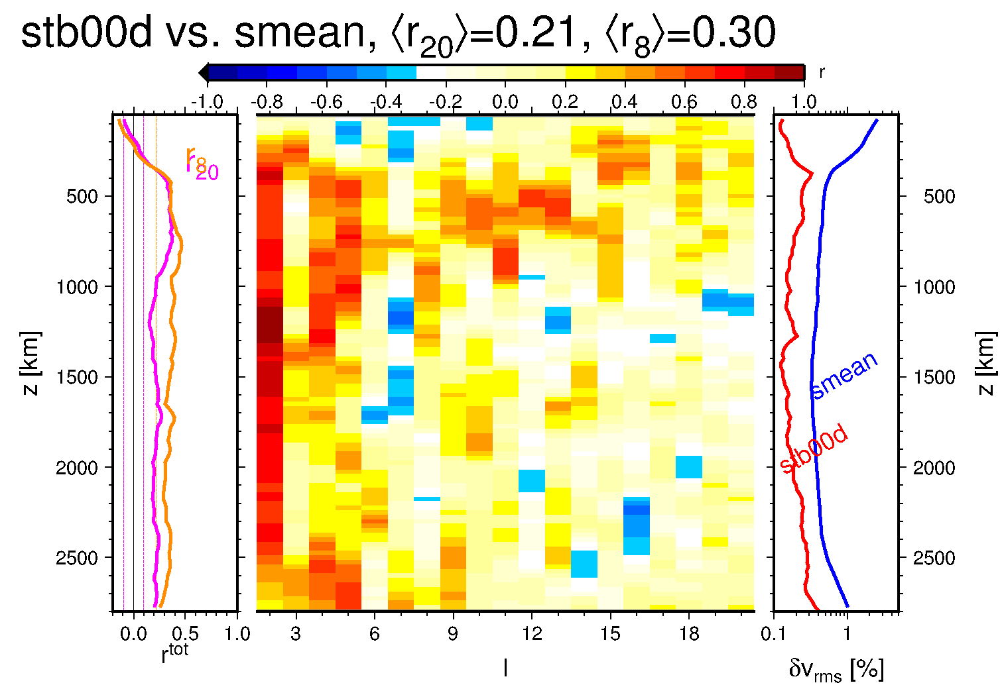 stb00d vs. smean, ⟨r20⟩=0.21, ⟨r8⟩=0.30
r
-1.0 -0.8 -0.6 -0.4 -0.2 0.0 0.2 0.4 0.6 0.8 1.0
r8
r20
500 500
1000 1000
z [km] z [km]
1500 1500
smean
stb00d
2000 2000
2500 2500
0.0 0.5 1.0 3 6 9 12 15 18 0.1 1
rtot l δvrms [%]